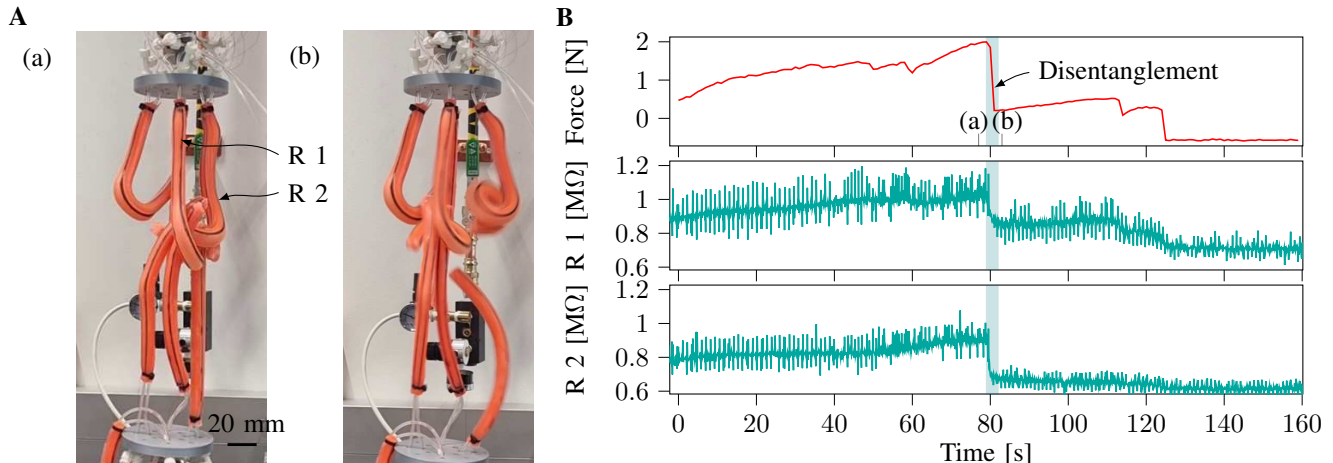 A
(a)
(b)
R 1
R 2
20 mm
B
Force [N]
2
1
0
Disentanglement
(a) (b)
R 1 [MΩ]
1.2
1
0.8
0.6
R 2 [MΩ]
1.2
1
0.8
0.6
0 20 40 60 80 100 120 140 160
Time [s]